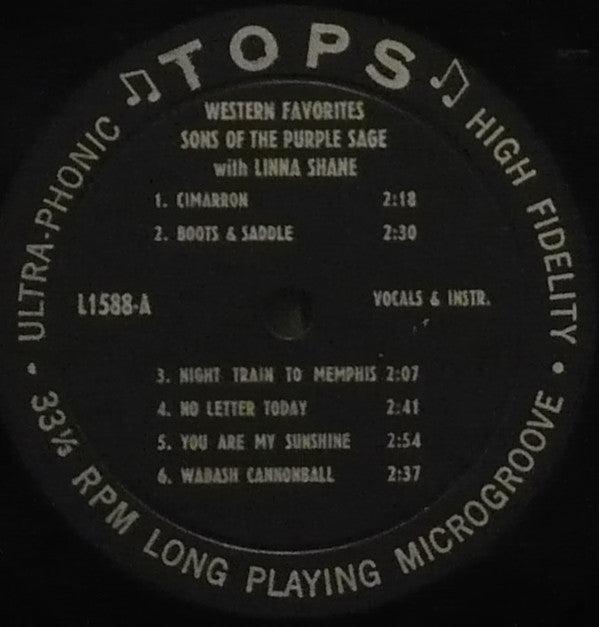 TOPS
WESTERN FAVORITES
SONS OF THE PURPLE SAGE
with LINNA SHANE
1. CIMARRON 2:18
2. BOOTS & SADDLE 2:30
L1588-A VOCALS & INSTR.
3. NIGHT TRAIN TO MEMPHIS 2:07
4. NO LETTER TODAY 2:41
5. YOU ARE MY SUNSHINE 2:54
6. WABASH CANNONBALL 2:37
ULTRA-PHONIC
HIGH FIDELITY
• 33⅓ RPM LONG PLAYING MICROGROOVE •